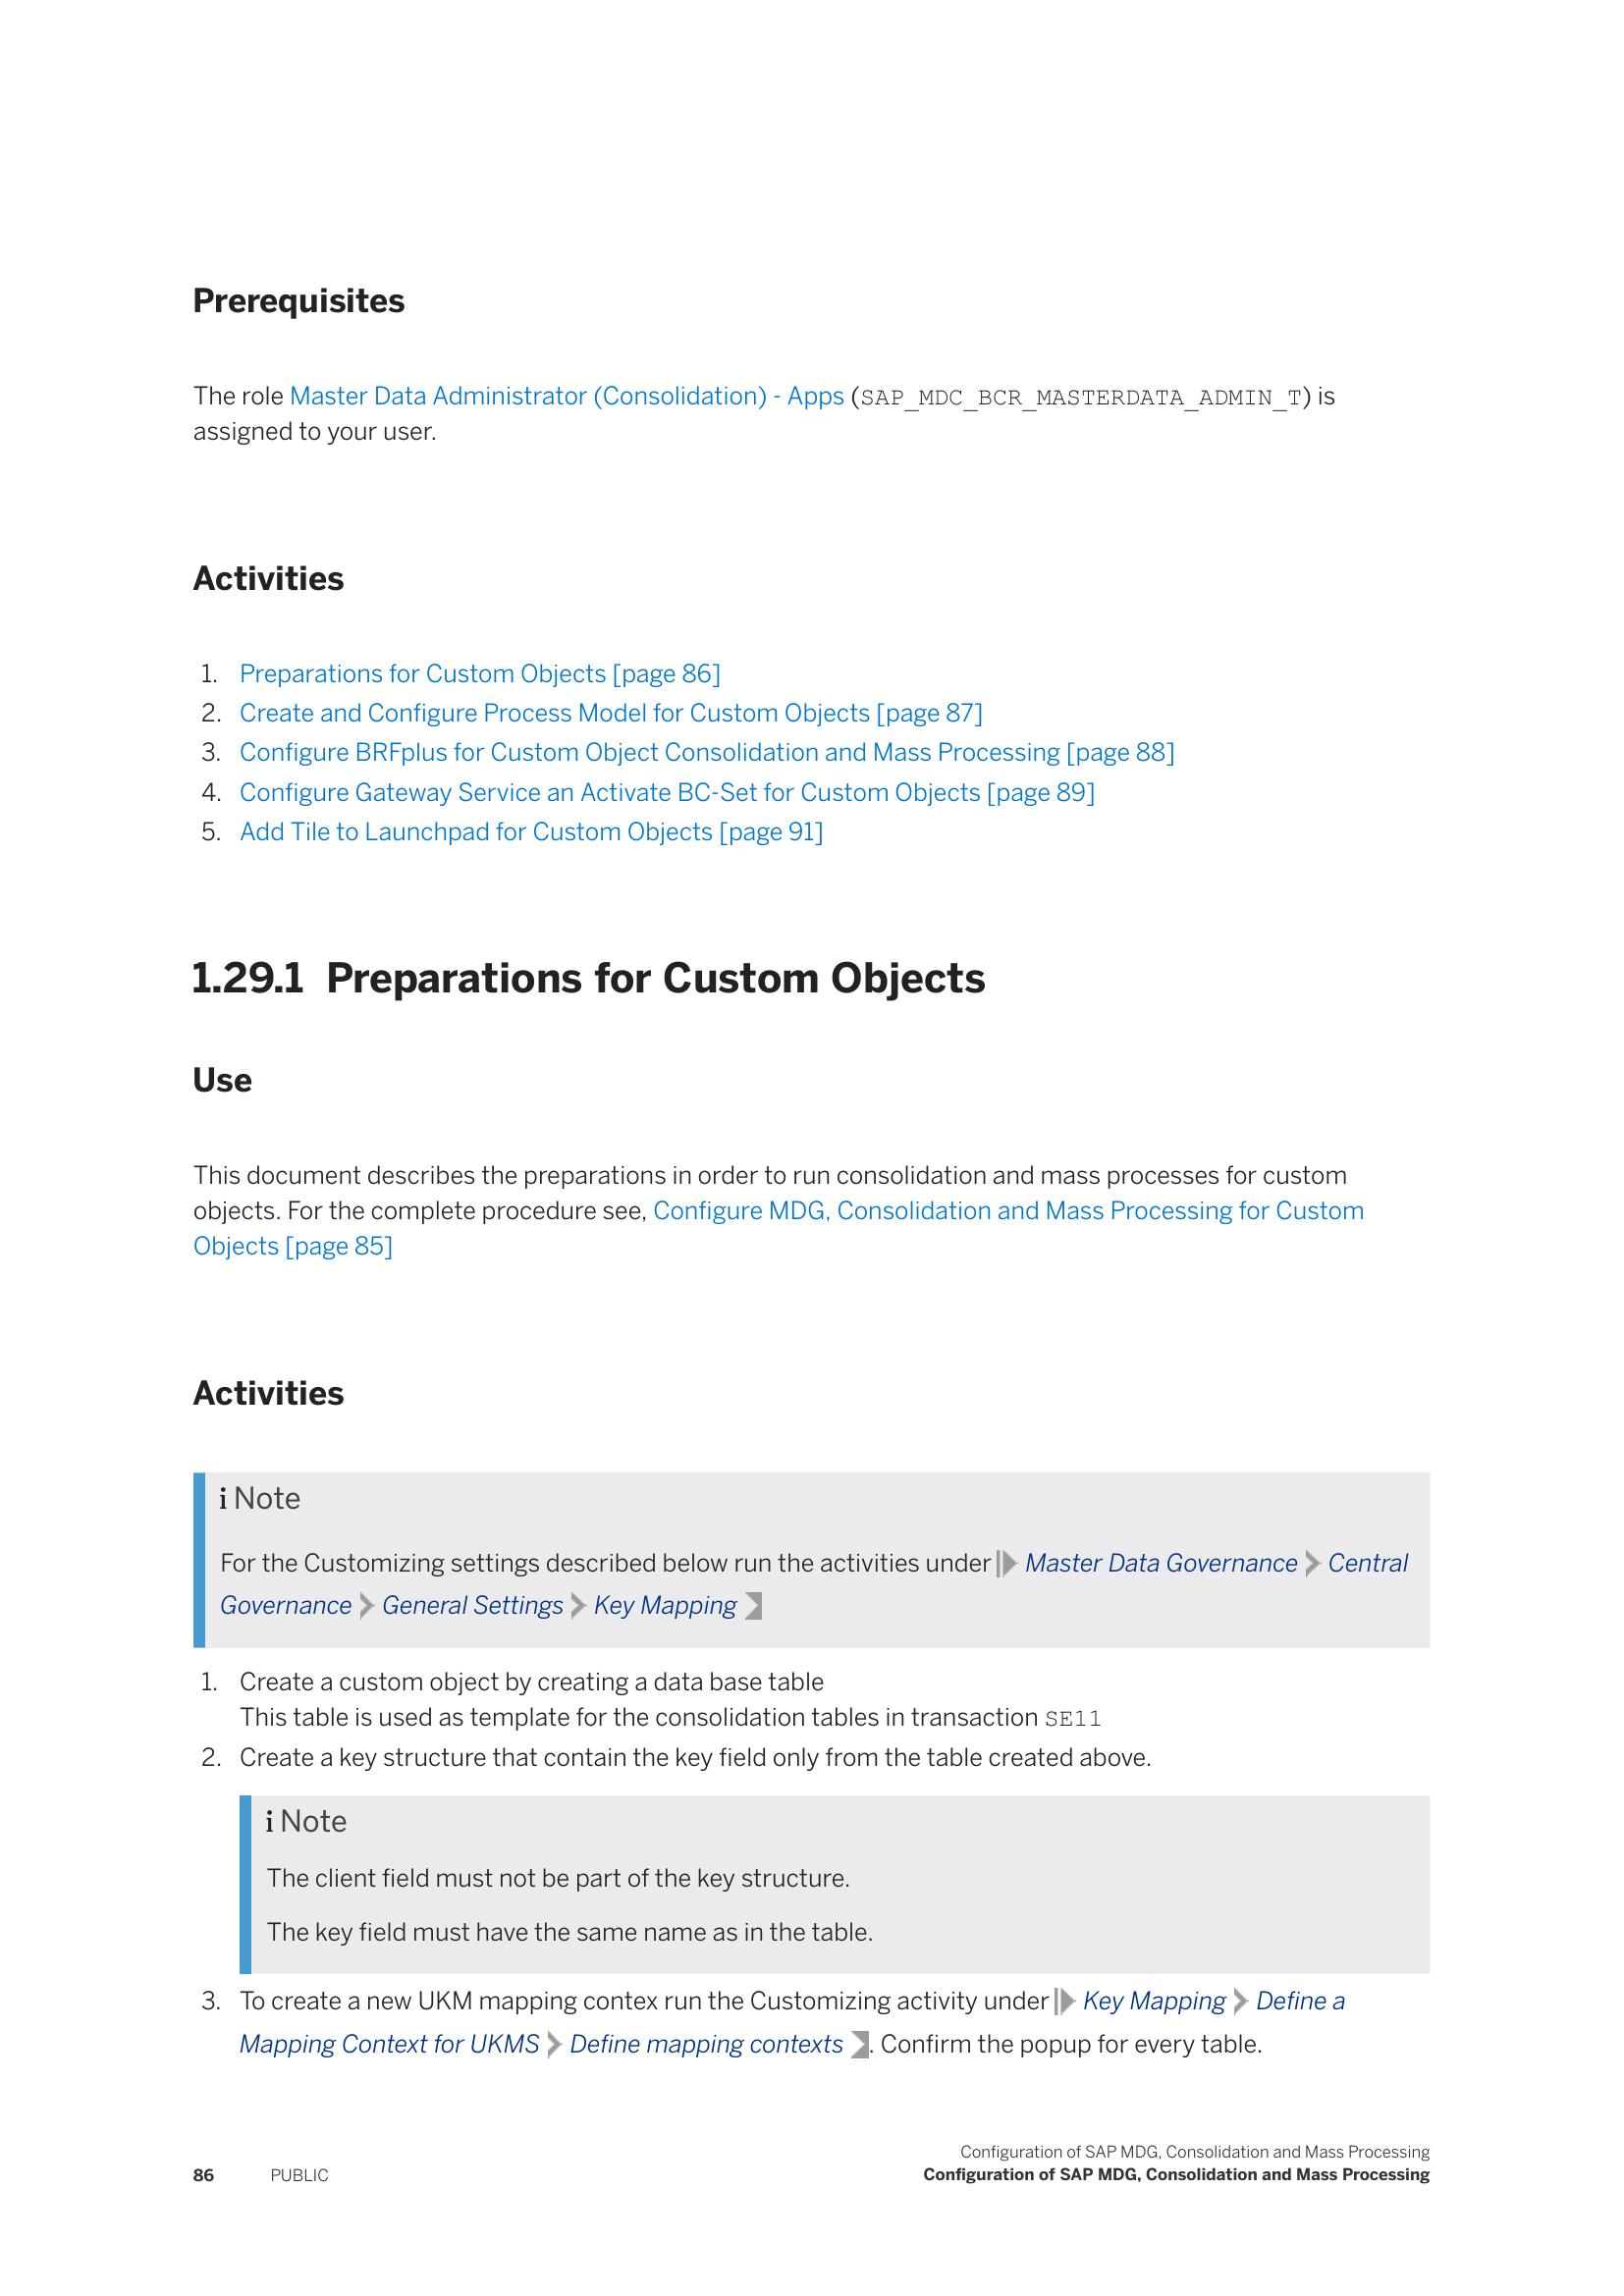 Prerequisites
The role Master Data Administrator (Consolidation) - Apps (SAP_MDC_BCR_MASTERDATA_ADMIN_T) is
assigned to your user.
Activities
1. Preparations for Custom Objects [page 86]
2. Create and Configure Process Model for Custom Objects [page 87]
3. Configure BRFplus for Custom Object Consolidation and Mass Processing [page 88]
4. Configure Gateway Service an Activate BC-Set for Custom Objects [page 89]
5. Add Tile to Launchpad for Custom Objects [page 91]
1.29.1 Preparations for Custom Objects
Use
This document describes the preparations in order to run consolidation and mass processes for custom
objects. For the complete procedure see, Configure MDG, Consolidation and Mass Processing for Custom
Objects [page 85]
Activities
i Note
For the Customizing settings described below run the activities under Master Data Governance Central
Governance General Settings Key Mapping
1. Create a custom object by creating a data base table
This table is used as template for the consolidation tables in transaction SE11
2. Create a key structure that contain the key field only from the table created above.
i Note
The client field must not be part of the key structure.
The key field must have the same name as in the table.
3. To create a new UKM mapping contex run the Customizing activity under Key Mapping Define a
Mapping Context for UKMS Define mapping contexts . Confirm the popup for every table.
Configuration of SAP MDG, Consolidation and Mass Processing
86 PUBLIC Configuration of SAP MDG, Consolidation and Mass Processing